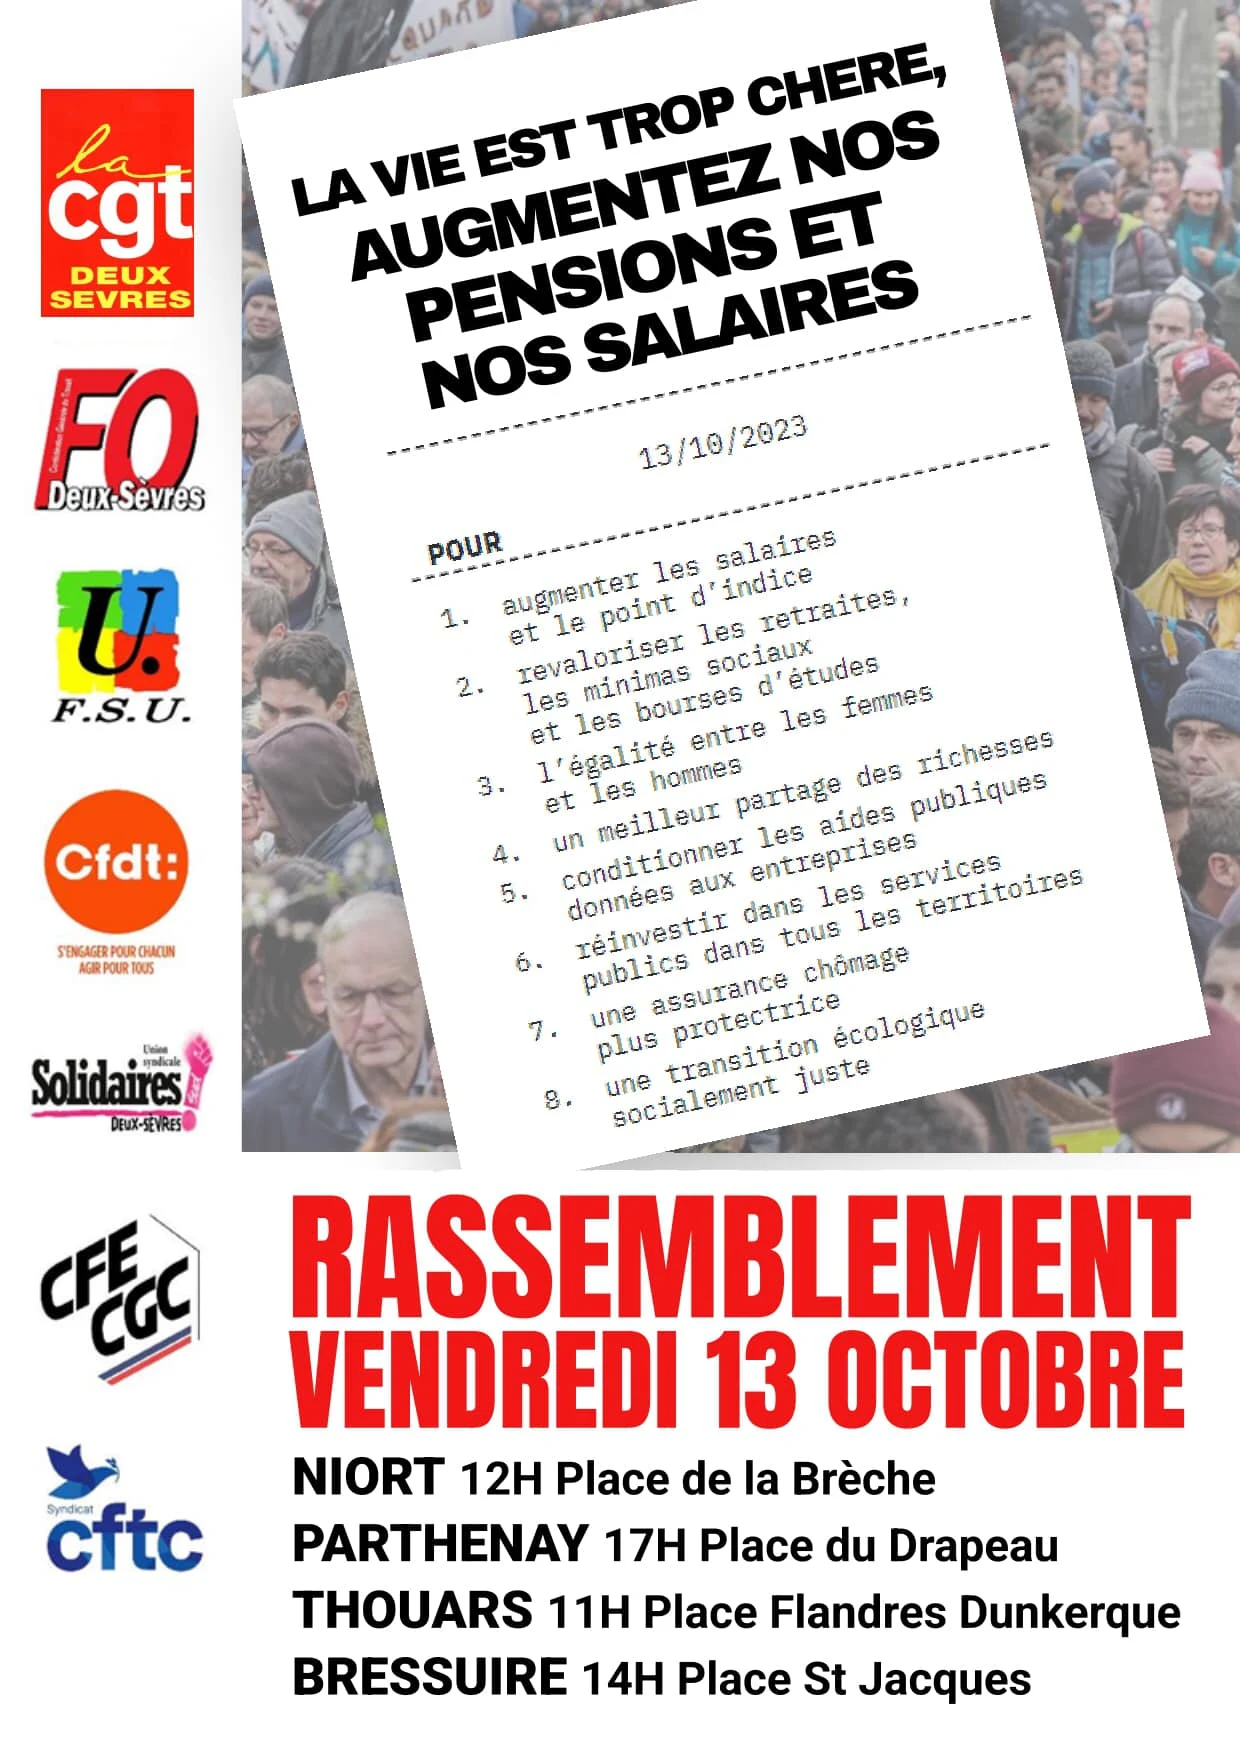 QUAND
la
cgt
DEUX
SEVRES
FO
Confédération Générale du Travail
Deux-Sèvres
U.
F.S.U.
Cfdt:
S'ENGAGER POUR CHACUN
AGIR POUR TOUS
Union
syndicale
Solidaires
DEUX-SÈVRES
CFE
CGC
Syndicat
cftc
LA VIE EST TROP CHERE,
AUGMENTEZ NOS
PENSIONS ET
NOS SALAIRES
13/10/2023
POUR
1. augmenter les salaires
et le point d'indice
2. revaloriser les retraites,
les minimas sociaux
et les bourses d'études
3. l'égalité entre les femmes
et les hommes
4. un meilleur partage des richesses
5. conditionner les aides publiques
données aux entreprises
6. réinvestir dans les services
publics dans tous les territoires
7. une assurance chômage
plus protectrice
8. une transition écologique
socialement juste
RASSEMBLEMENT
VENDREDI 13 OCTOBRE
NIORT 12H Place de la Brèche
PARTHENAY 17H Place du Drapeau
THOUARS 11H Place Flandres Dunkerque
BRESSUIRE 14H Place St Jacques